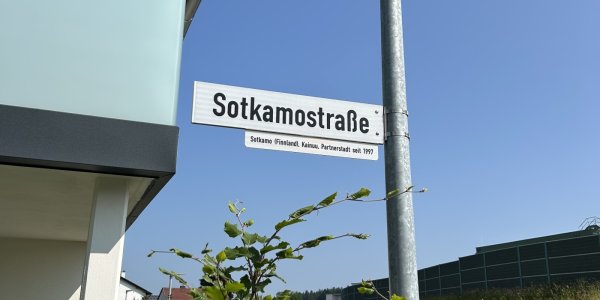 Sotkamostraße
Sotkamo (Finnland), Kainuu, Partnerstadt seit 1997